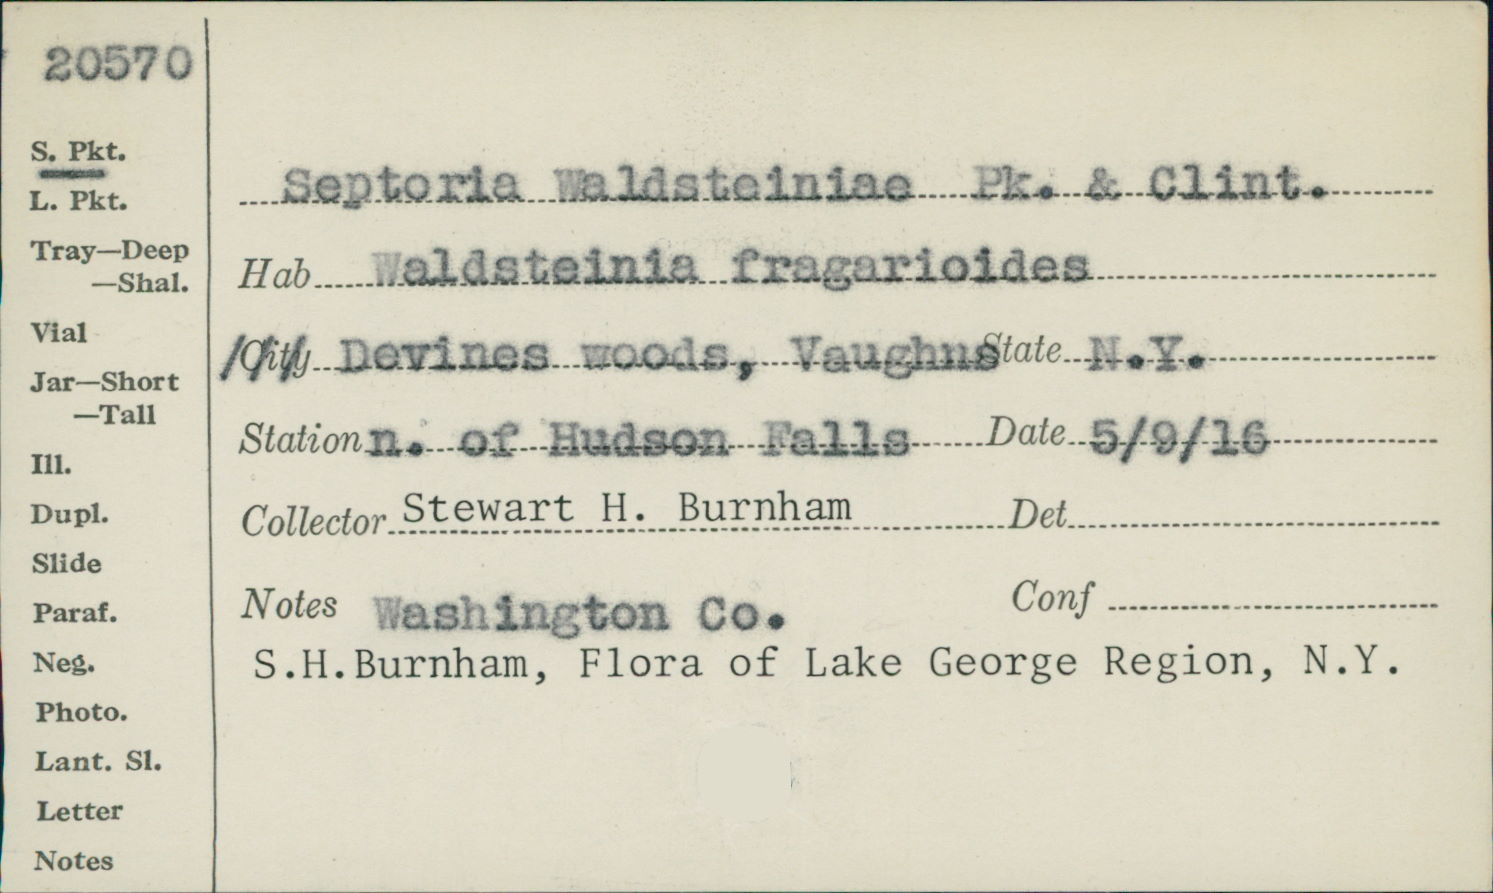 20570
S. Pkt.
L. Pkt.
Tray—Deep
—Shal.
Vial
Jar—Short
—Tall
Ill.
Dupl.
Slide
Paraf.
Neg.
Photo.
Lant. Sl.
Letter
Notes
Septoria Waldsteiniae Pk. & Clint.
Hab Waldsteinia fragarioides
City Devines woods, Vaughns State N.Y.
Station n. of Hudson Falls Date 5/9/16
Collector Stewart H. Burnham Det
Notes Washington Co. Conf
S.H.Burnham, Flora of Lake George Region, N.Y.